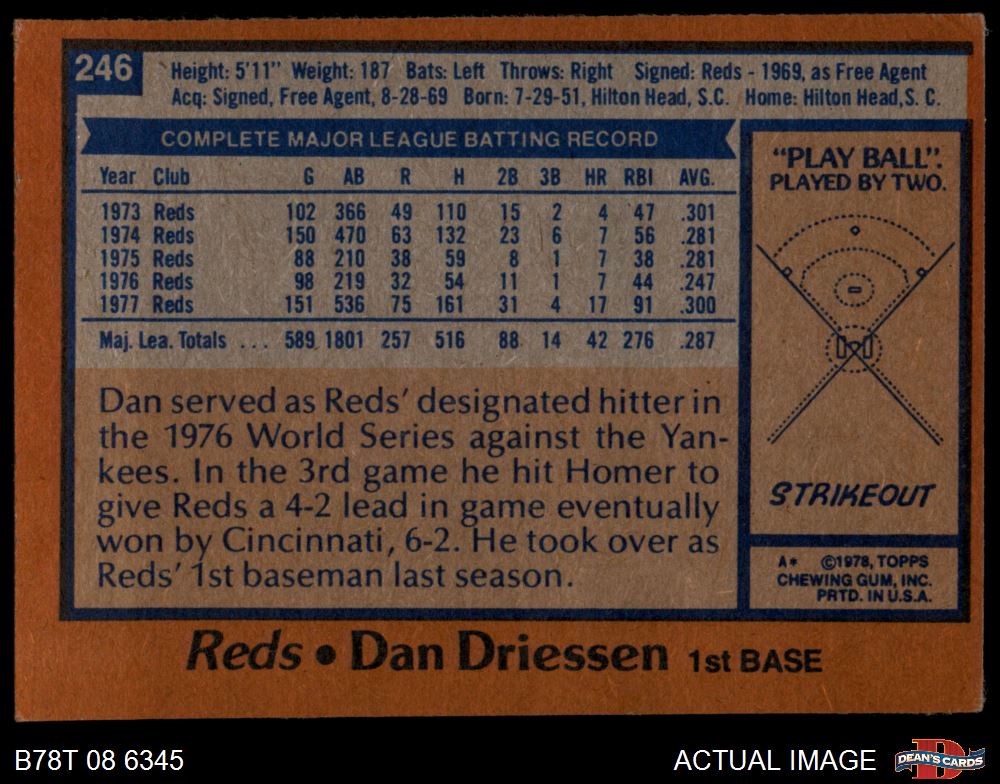 246
Height: 5'11" Weight: 187 Bats: Left Throws: Right Signed: Reds - 1969, as Free Agent
Acq: Signed, Free Agent, 8-28-69 Born: 7-29-51, Hilton Head, S.C. Home: Hilton Head, S. C.
COMPLETE MAJOR LEAGUE BATTING RECORD
Year Club G AB R H 2B 3B HR RBI AVG.
1973 Reds 102 366 49 110 15 2 4 47 .301
1974 Reds 150 470 63 132 23 6 7 56 .281
1975 Reds 88 210 38 59 8 1 7 38 .281
1976 Reds 98 219 32 54 11 1 7 44 .247
1977 Reds 151 536 75 161 31 4 17 91 .300
Maj. Lea. Totals . . . 589 1801 257 516 88 14 42 276 .287
Dan served as Reds' designated hitter in
the 1976 World Series against the Yan-
kees. In the 3rd game he hit Homer to
give Reds a 4-2 lead in game eventually
won by Cincinnati, 6-2. He took over as
Reds' 1st baseman last season.
"PLAY BALL".
PLAYED BY TWO.
STRIKEOUT
A* ©1978, TOPPS
CHEWING GUM, INC.
PRTD. IN U.S.A.
Reds • Dan Driessen 1st BASE
B78T 08 6345
ACTUAL IMAGE
D
DEAN'S CARDS